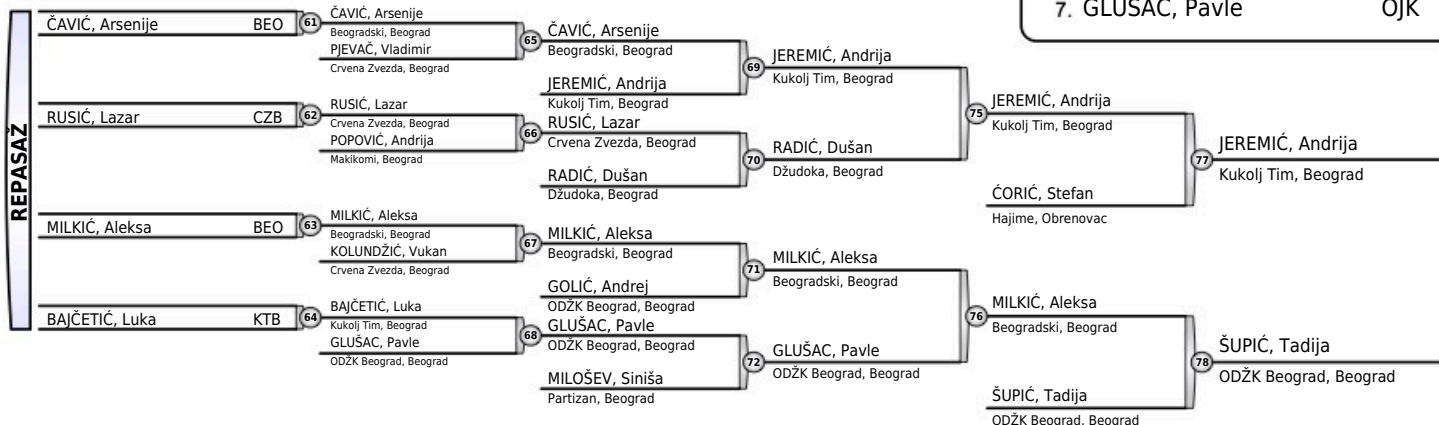 7. GLUŠAC, Pavle OJK
REPASAŽ
ČAVIĆ, Arsenije BEO
RUSIĆ, Lazar CZB
MILKIĆ, Aleksa BEO
BAJČETIĆ, Luka KTB
61
ČAVIĆ, Arsenije
Beogradski, Beograd
PJEVAČ, Vladimir
Crvena Zvezda, Beograd
62
RUSIĆ, Lazar
Crvena Zvezda, Beograd
POPOVIĆ, Andrija
Makikomi, Beograd
63
MILKIĆ, Aleksa
Beogradski, Beograd
KOLUNDŽIĆ, Vukan
Crvena Zvezda, Beograd
64
BAJČETIĆ, Luka
Kukolj Tim, Beograd
GLUŠAC, Pavle
ODŽK Beograd, Beograd
65
ČAVIĆ, Arsenije
Beogradski, Beograd
JEREMIĆ, Andrija
Kukolj Tim, Beograd
66
RUSIĆ, Lazar
Crvena Zvezda, Beograd
RADIĆ, Dušan
Džudoka, Beograd
67
MILKIĆ, Aleksa
Beogradski, Beograd
GOLIĆ, Andrej
ODŽK Beograd, Beograd
68
GLUŠAC, Pavle
ODŽK Beograd, Beograd
MILOŠEV, Siniša
Partizan, Beograd
69
JEREMIĆ, Andrija
Kukolj Tim, Beograd
70
RADIĆ, Dušan
Džudoka, Beograd
71
MILKIĆ, Aleksa
Beogradski, Beograd
72
GLUŠAC, Pavle
ODŽK Beograd, Beograd
75
JEREMIĆ, Andrija
Kukolj Tim, Beograd
ĆORIĆ, Stefan
Hajime, Obrenovac
76
MILKIĆ, Aleksa
Beogradski, Beograd
ŠUPIĆ, Tadija
ODŽK Beograd, Beograd
77
JEREMIĆ, Andrija
Kukolj Tim, Beograd
78
ŠUPIĆ, Tadija
ODŽK Beograd, Beograd